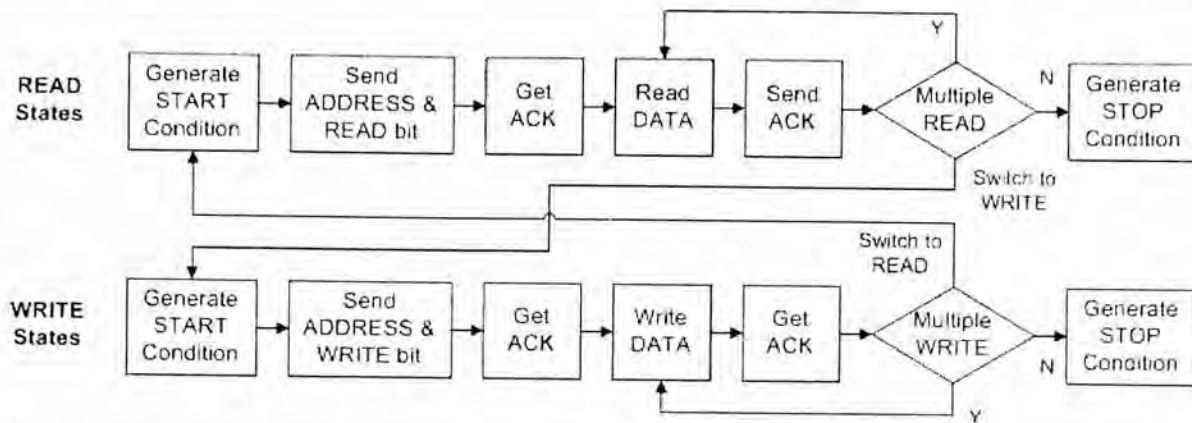 READ
States
Generate
START
Condition
Send
ADDRESS &
READ bit
Get
ACK
Read
DATA
Send
ACK
Y
Multiple
READ
N
Generate
STOP
Condition
Switch to
WRITE
Switch to
READ
WRITE
States
Generate
START
Condition
Send
ADDRESS &
WRITE bit
Get
ACK
Write
DATA
Get
ACK
Multiple
WRITE
N
Y
Generate
STOP
Condition